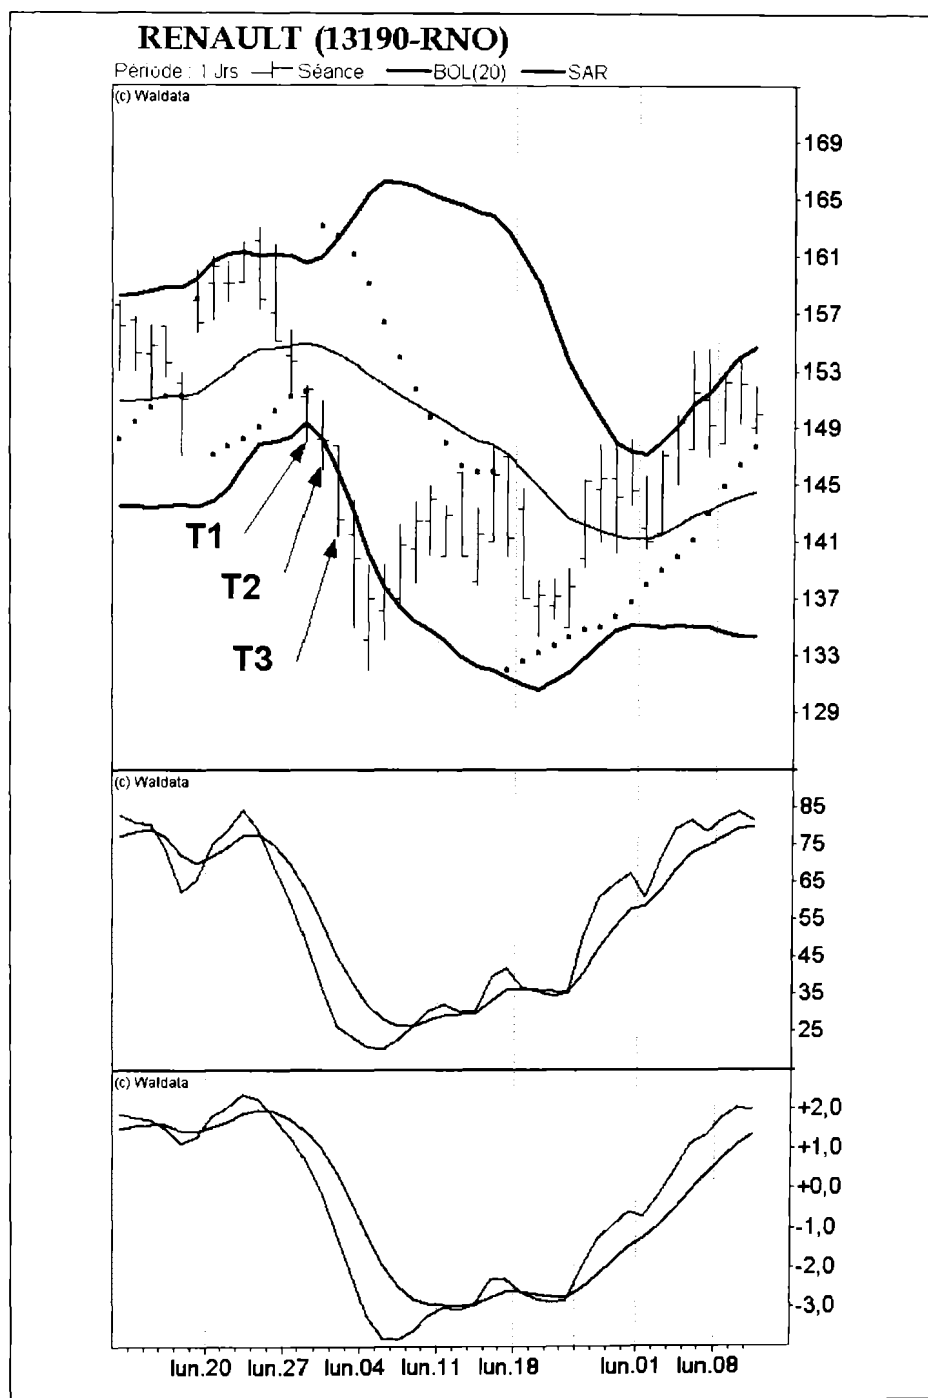 RENAULT (13190-RNO)
Période : 1 Jrs Séance BOL(20) SAR
(c) Waldata
169
165
161
157
153
149
145
141
137
133
129
T1
T2
T3
(c) Waldata
85
75
65
55
45
35
25
(c) Waldata
+2,0
+1,0
+0,0
-1,0
-2,0
-3,0
lun.20 lun.27 lun.04 lun.11 lun.18 lun.01 lun.08